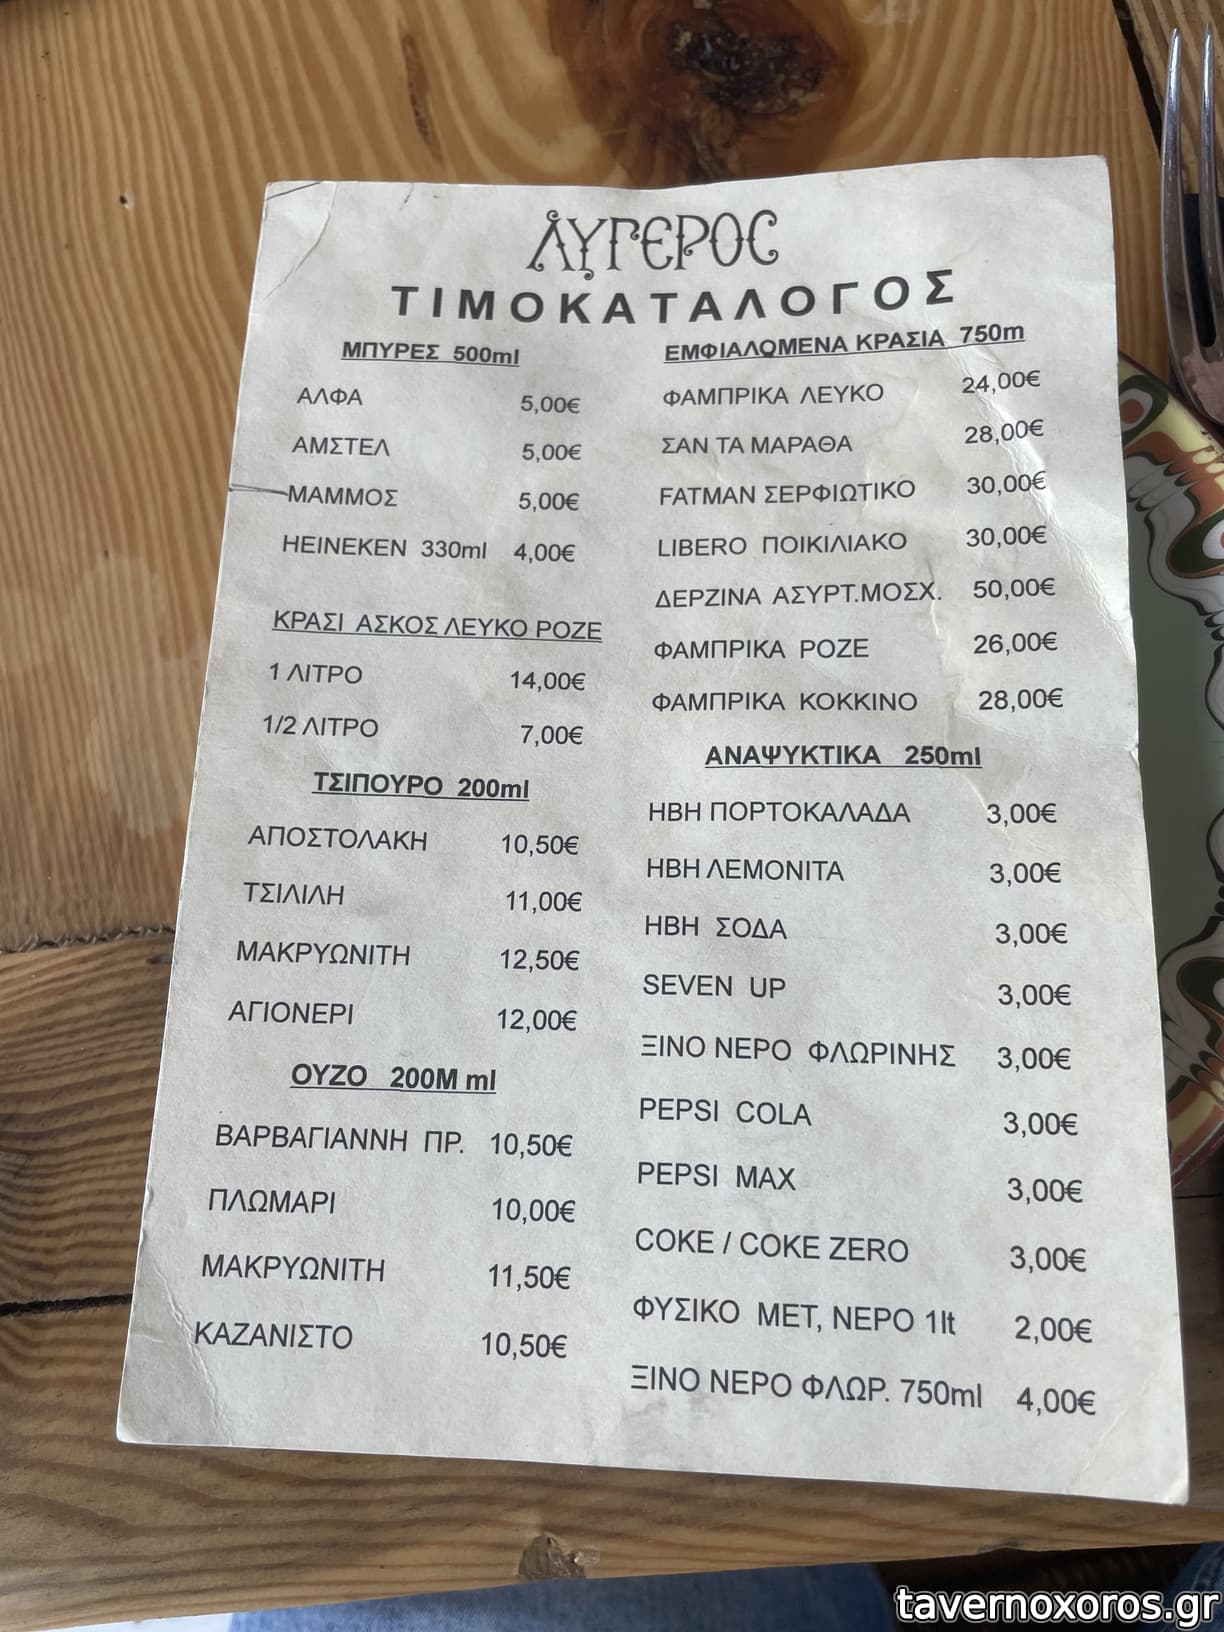 ΛΥΓΕΡΟΣ
ΤΙΜΟΚΑΤΑΛΟΓΟΣ
ΜΠΥΡΕΣ 500ml
ΑΛΦΑ 5,00€
ΑΜΣΤΕΛ 5,00€
ΜΑΜΜΟΣ 5,00€
HEINEKEN 330ml 4,00€
ΚΡΑΣΙ ΑΣΚΟΣ ΛΕΥΚΟ ΡΟΖΕ
1 ΛΙΤΡΟ 14,00€
1/2 ΛΙΤΡΟ 7,00€
ΤΣΙΠΟΥΡΟ 200ml
ΑΠΟΣΤΟΛΑΚΗ 10,50€
ΤΣΙΛΙΛΗ 11,00€
ΜΑΚΡΥΩΝΙΤΗ 12,50€
ΑΓΙΟΝΕΡΙ 12,00€
ΟΥΖΟ 200M ml
ΒΑΡΒΑΓΙΑΝΝΗ ΠΡ. 10,50€
ΠΛΩΜΑΡΙ 10,00€
ΜΑΚΡΥΩΝΙΤΗ 11,50€
ΚΑΖΑΝΙΣΤΟ 10,50€
ΕΜΦΙΑΛΩΜΕΝΑ ΚΡΑΣΙΑ 750m
ΦΑΜΠΡΙΚΑ ΛΕΥΚΟ 24,00€
ΣΑΝ ΤΑ ΜΑΡΑΘΑ 28,00€
FATMAN ΣΕΡΦΙΩΤΙΚΟ 30,00€
LIBERO ΠΟΙΚΙΛΙΑΚΟ 30,00€
ΔΕΡΖΙΝΑ ΑΣΥΡΤ.ΜΟΣΧ. 50,00€
ΦΑΜΠΡΙΚΑ ΡΟΖΕ 26,00€
ΦΑΜΠΡΙΚΑ ΚΟΚΚΙΝΟ 28,00€
ΑΝΑΨΥΚΤΙΚΑ 250ml
ΗΒΗ ΠΟΡΤΟΚΑΛΑΔΑ 3,00€
ΗΒΗ ΛΕΜΟΝΙΤΑ 3,00€
ΗΒΗ ΣΟΔΑ 3,00€
SEVEN UP 3,00€
ΞΙΝΟ ΝΕΡΟ ΦΛΩΡΙΝΗΣ 3,00€
PEPSI COLA 3,00€
PEPSI MAX 3,00€
COKE / COKE ZERO 3,00€
ΦΥΣΙΚΟ ΜΕΤ, ΝΕΡΟ 1lt 2,00€
ΞΙΝΟ ΝΕΡΟ ΦΛΩΡ. 750ml 4,00€
tavernoxoros.gr